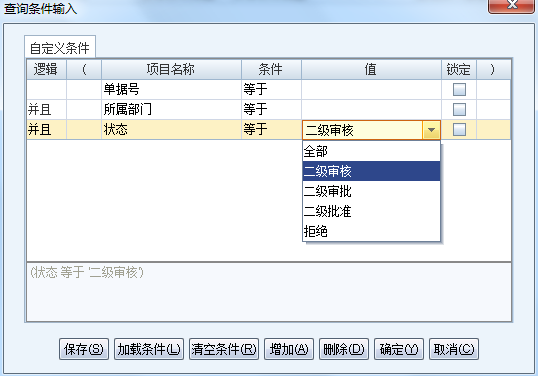 查询条件输入
自定义条件
逻辑 ( 项目名称 条件 值 锁定 )
单据号 等于
并且 所属部门 等于
并且 状态 等于 二级审核
全部
二级审核
二级审批
二级批准
拒绝
(状态 等于 '二级审核')
保存(S) 加载条件(L) 清空条件(R) 增加(A) 删除(D) 确定(Y) 取消(C)